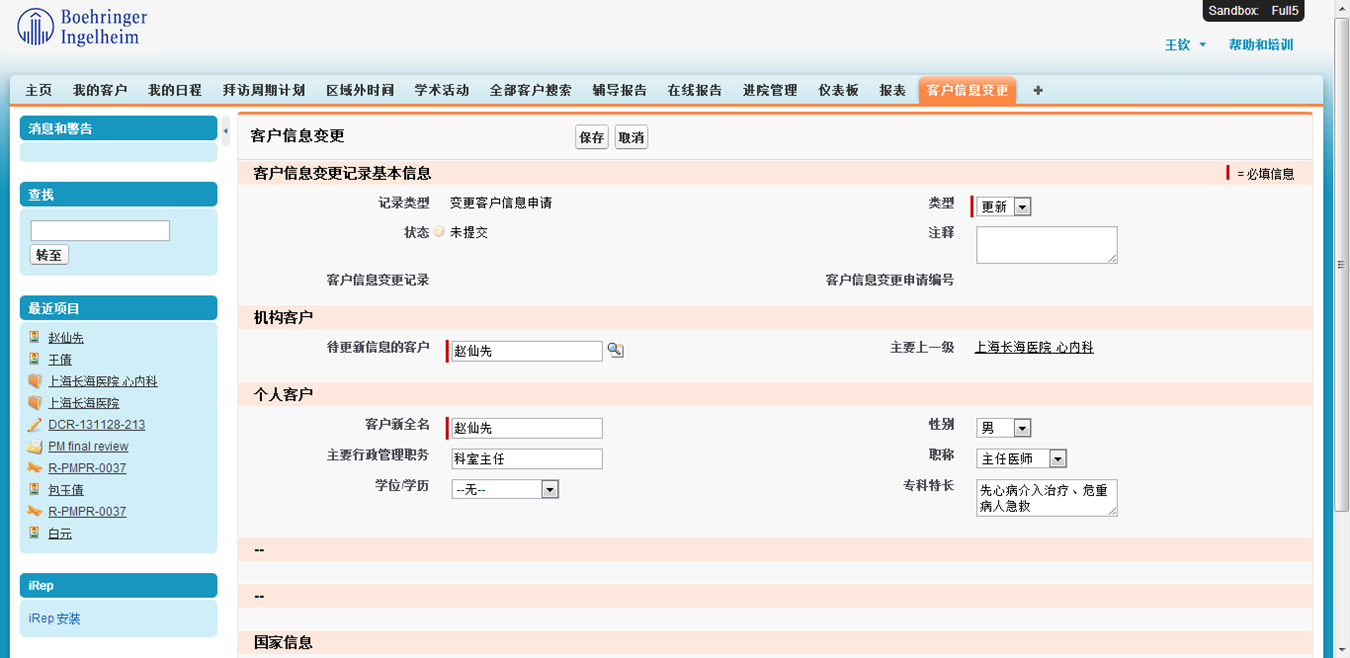 Boehringer
Ingelheim
Sandbox: Full5
王钦 帮助和培训
主页 我的客户 我的日程 拜访周期计划 区域外时间 学术活动 全部客户搜索 辅导报告 在线报告 进院管理 仪表板 报表 客户信息变更 +
消息和警告
查找
转至
最近项目
赵仙先
王倩
上海长海医院 心内科
上海长海医院
DCR-131128-213
PM final review
R-PMPR-0037
包玉倩
R-PMPR-0037
白元
iRep
iRep 安装
客户信息变更 保存 取消
客户信息变更记录基本信息 = 必填信息
记录类型 变更客户信息申请 类型 更新
状态 未提交 注释
客户信息变更记录 客户信息变更申请编号
机构客户
待更新信息的客户 赵仙先 主要上一级 上海长海医院 心内科
个人客户
客户新全名 赵仙先 性别 男
主要行政管理职务 科室主任 职称 主任医师
学位/学历 --无-- 专科特长 先心病介入治疗、危重
病人急救
--
--
国家信息